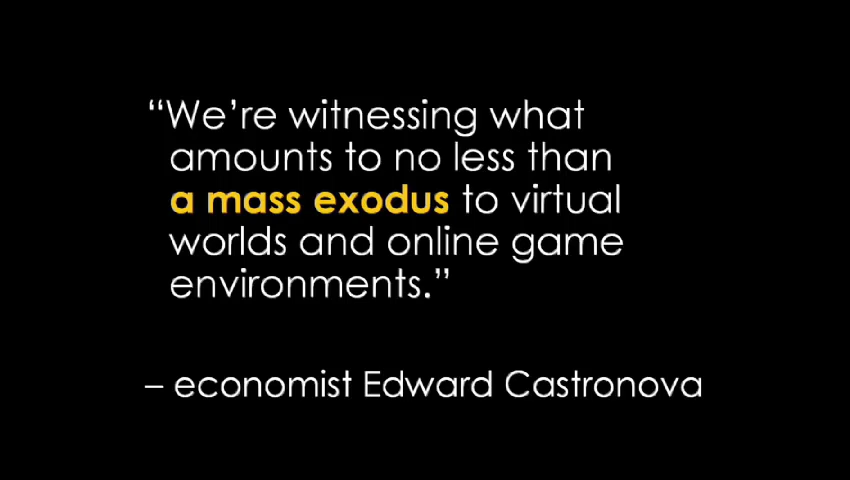 “We’re witnessing what
amounts to no less than
a mass exodus to virtual
worlds and online game
environments.”
– economist Edward Castronova